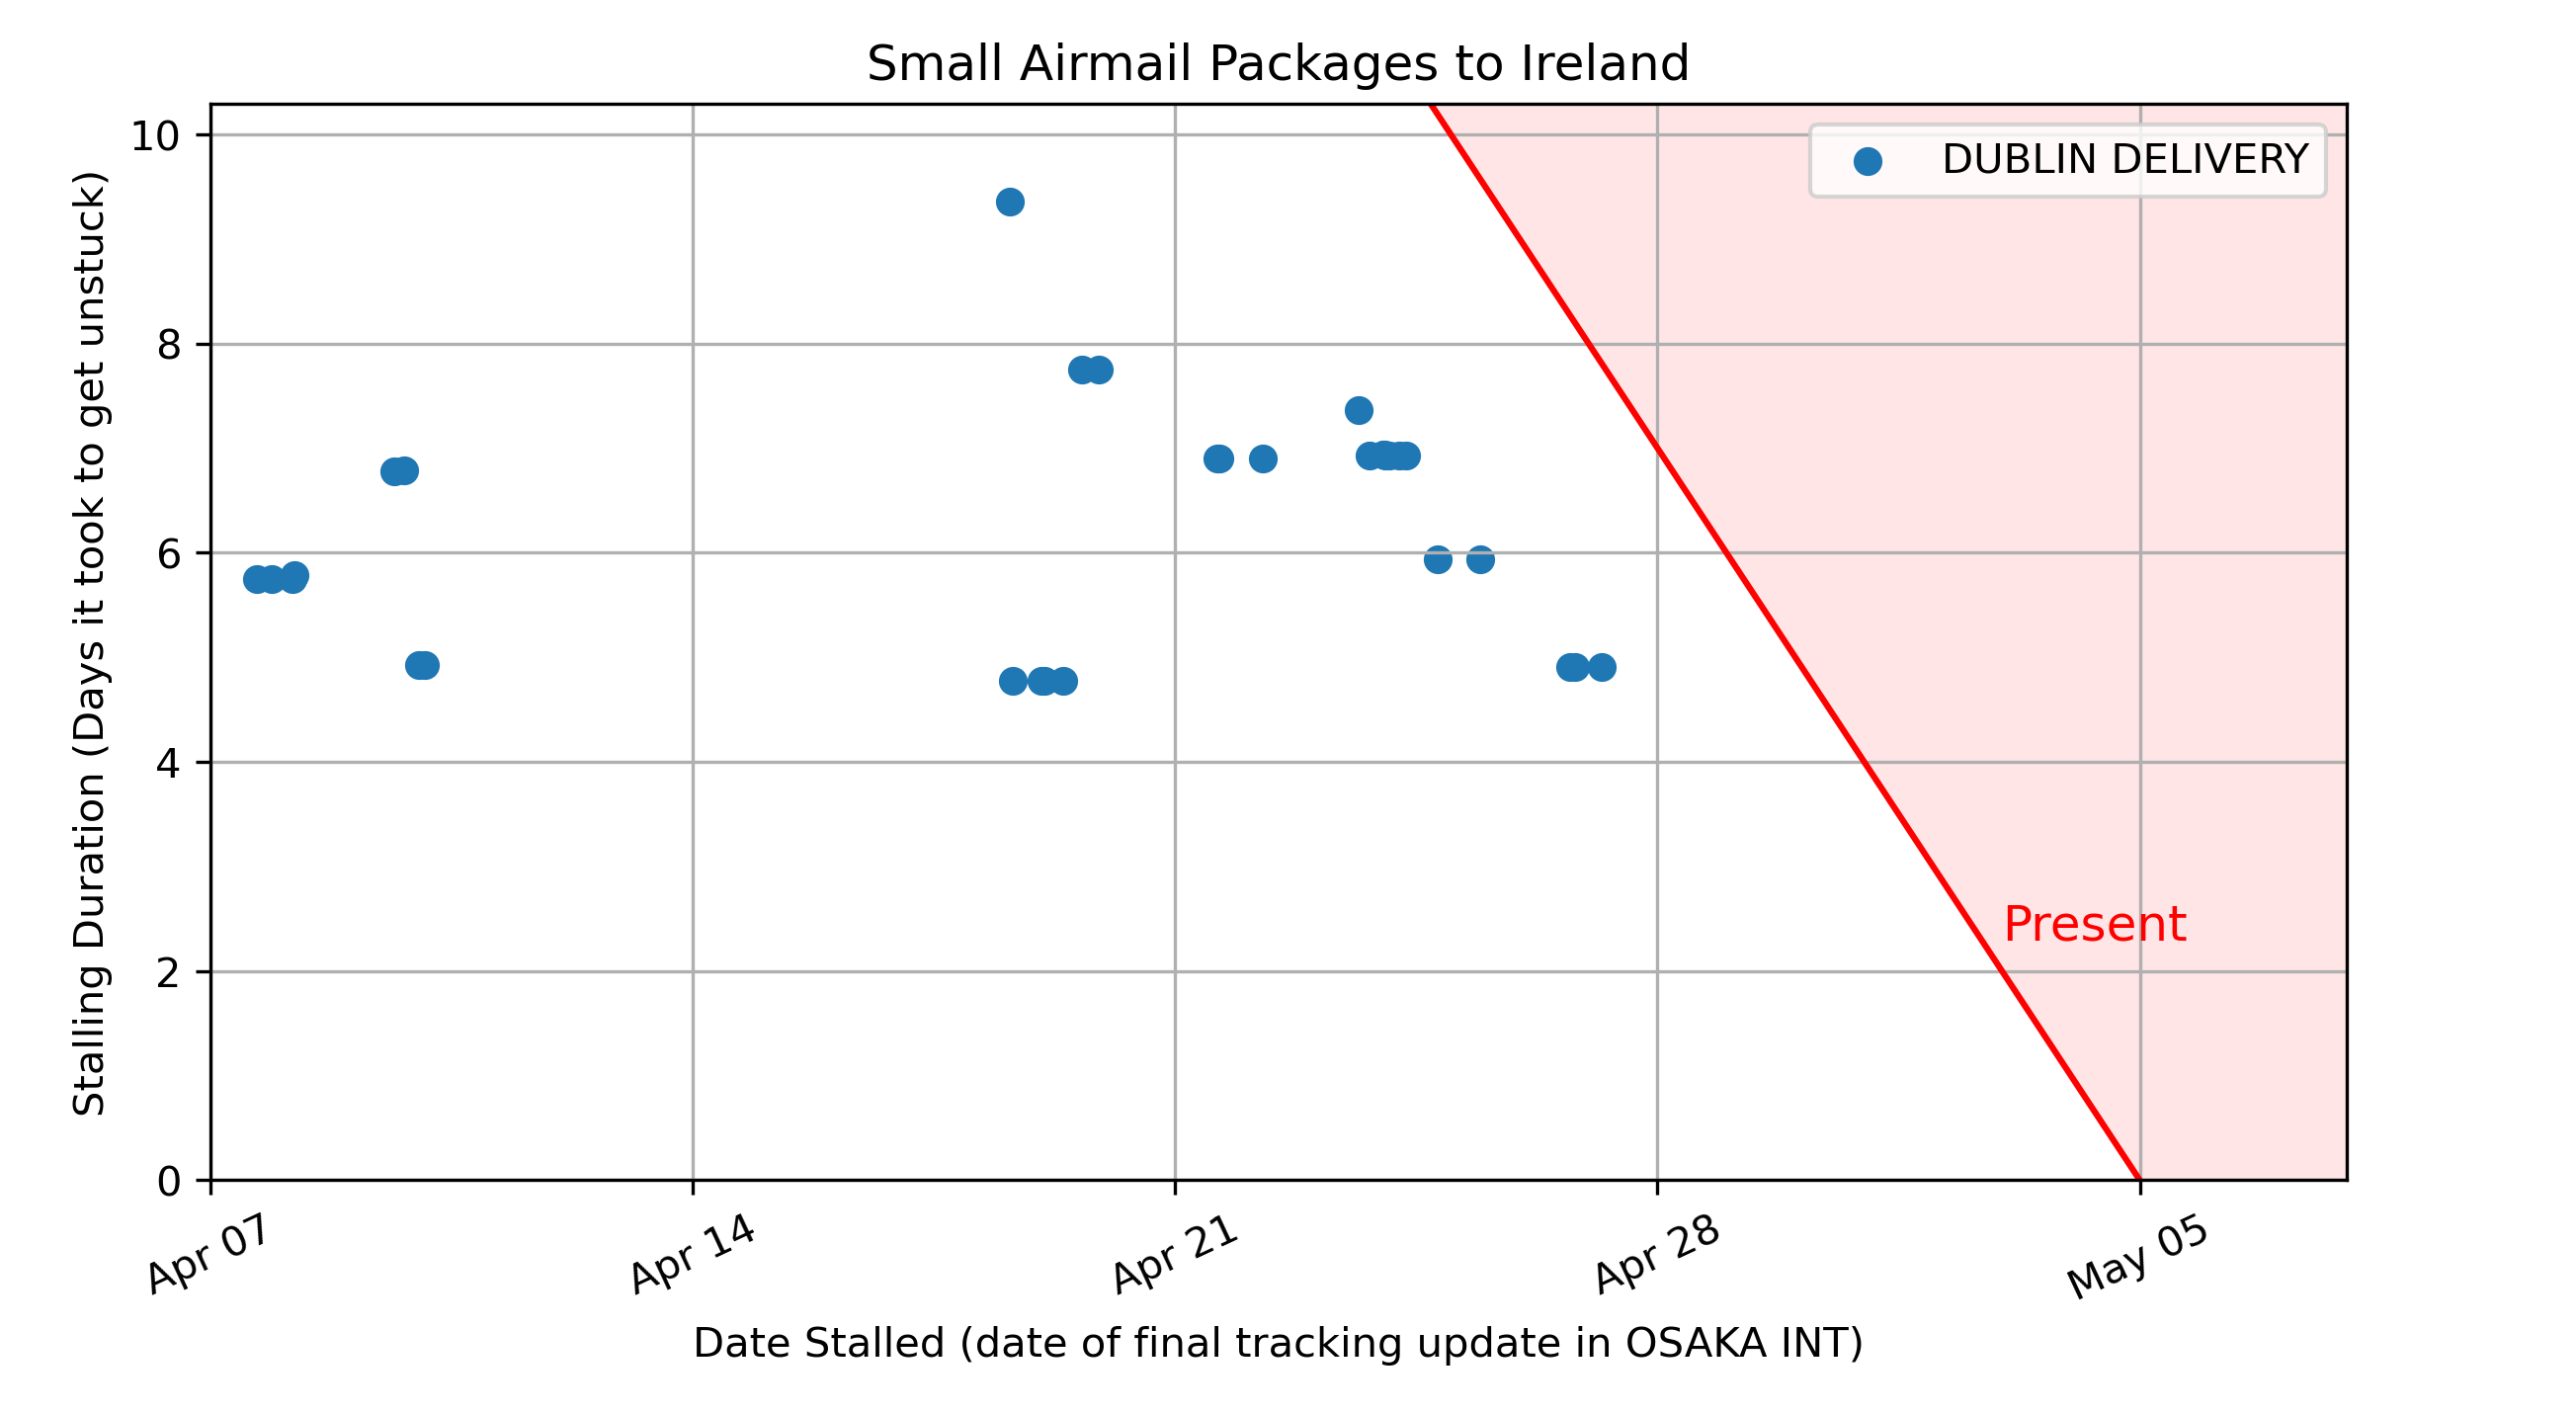 Small Airmail Packages to Ireland
Stalling Duration (Days it took to get unstuck)
10
8
6
4
2
0
DUBLIN DELIVERY
Present
Apr 07
Apr 14
Apr 21
Apr 28
May 05
Date Stalled (date of final tracking update in OSAKA INT)